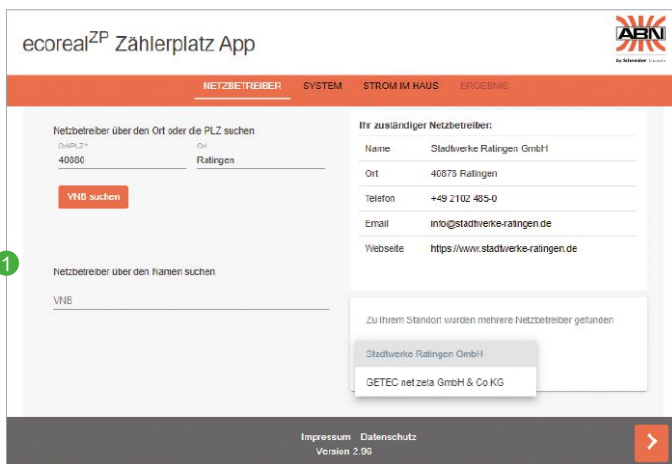 ecorealZP Zählerplatz App
ABN
by Schneider Electric
NETZBETREIBER SYSTEM STROM IM HAUS ERGEBNIS
Netzbetreiber über den Ort oder die PLZ suchen
Ort/PLZ * Ort
40880 Ratingen
VNB suchen
1
Netzbetreiber über den Namen suchen
VNB
Ihr zuständiger Netzbetreiber:
Name Stadtwerke Ratingen GmbH
Ort 40878 Ratingen
Telefon +49 2102 485-0
Email info@stadtwerke-ratingen.de
Webseite https://www.stadtwerke-ratingen.de
Zu Ihrem Standort wurden mehrere Netzbetreiber gefunden
Stadtwerke Ratingen GmbH
GETEC net zela GmbH & Co.KG
Impressum Datenschutz
Version 2.96